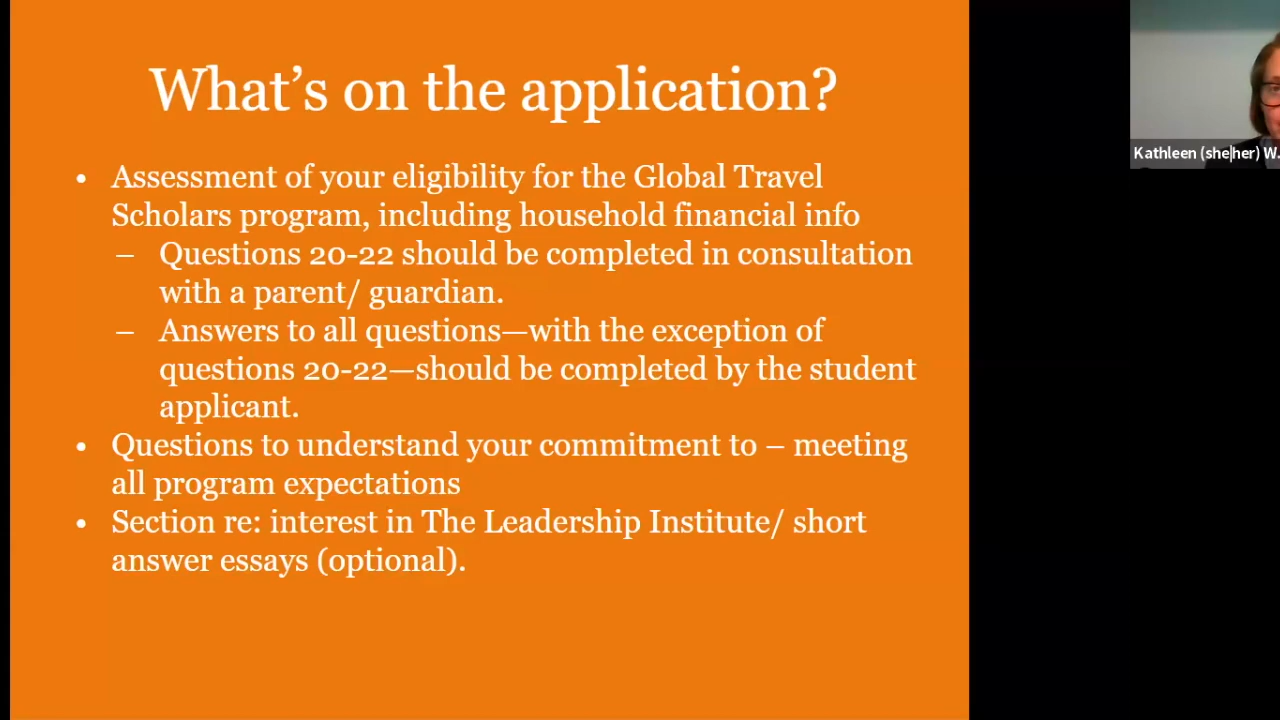 What's on the application?
• Assessment of your eligibility for the Global Travel
Scholars program, including household financial info
– Questions 20-22 should be completed in consultation
with a parent/ guardian.
– Answers to all questions—with the exception of
questions 20-22—should be completed by the student
applicant.
• Questions to understand your commitment to – meeting
all program expectations
• Section re: interest in The Leadership Institute/ short
answer essays (optional).
Kathleen (she|her) W.